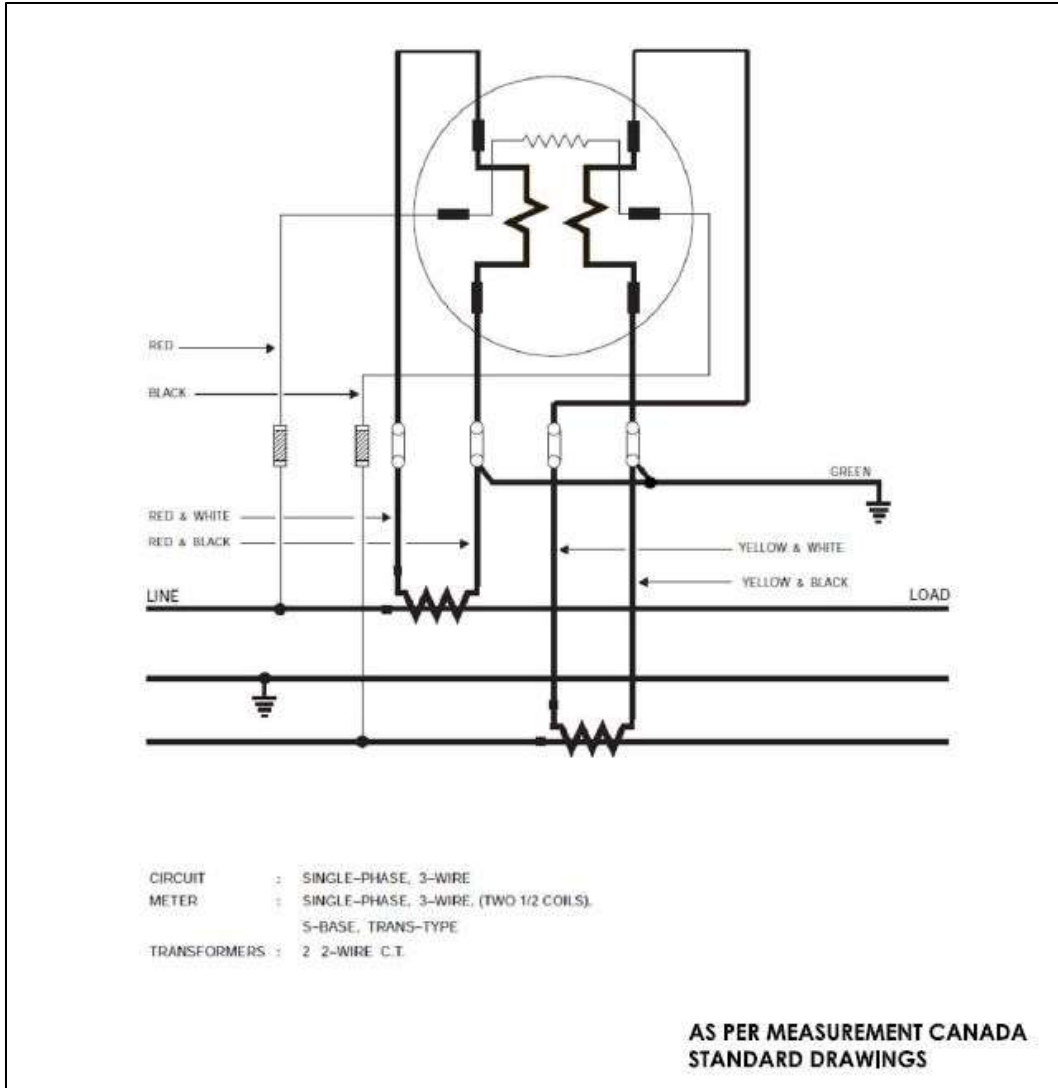 RED
BLACK
GREEN
RED & WHITE
RED & BLACK
YELLOW & WHITE
YELLOW & BLACK
LINE
LOAD
CIRCUIT : SINGLE-PHASE, 3-WIRE
METER : SINGLE-PHASE, 3-WIRE, (TWO 1/2 COILS),
S-BASE, TRANS-TYPE
TRANSFORMERS : 2 2-WIRE C.T.
AS PER MEASUREMENT CANADA
STANDARD DRAWINGS